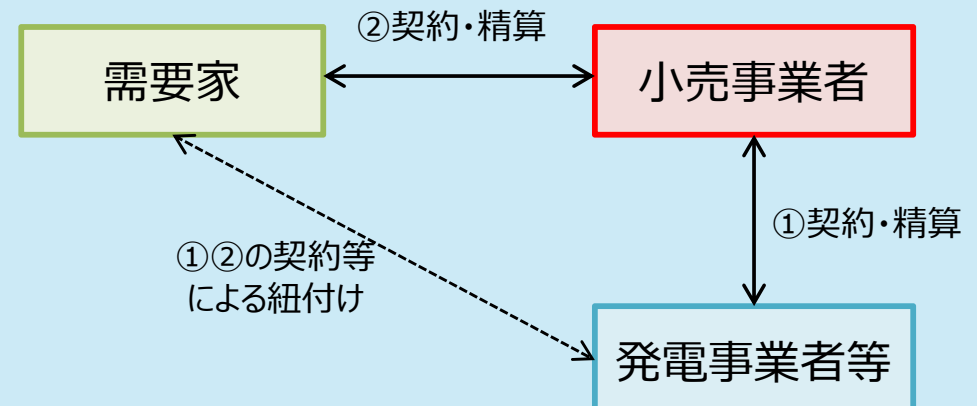 ②契約・精算
需要家
小売事業者
①契約・精算
①②の契約等
による紐付け
発電事業者等